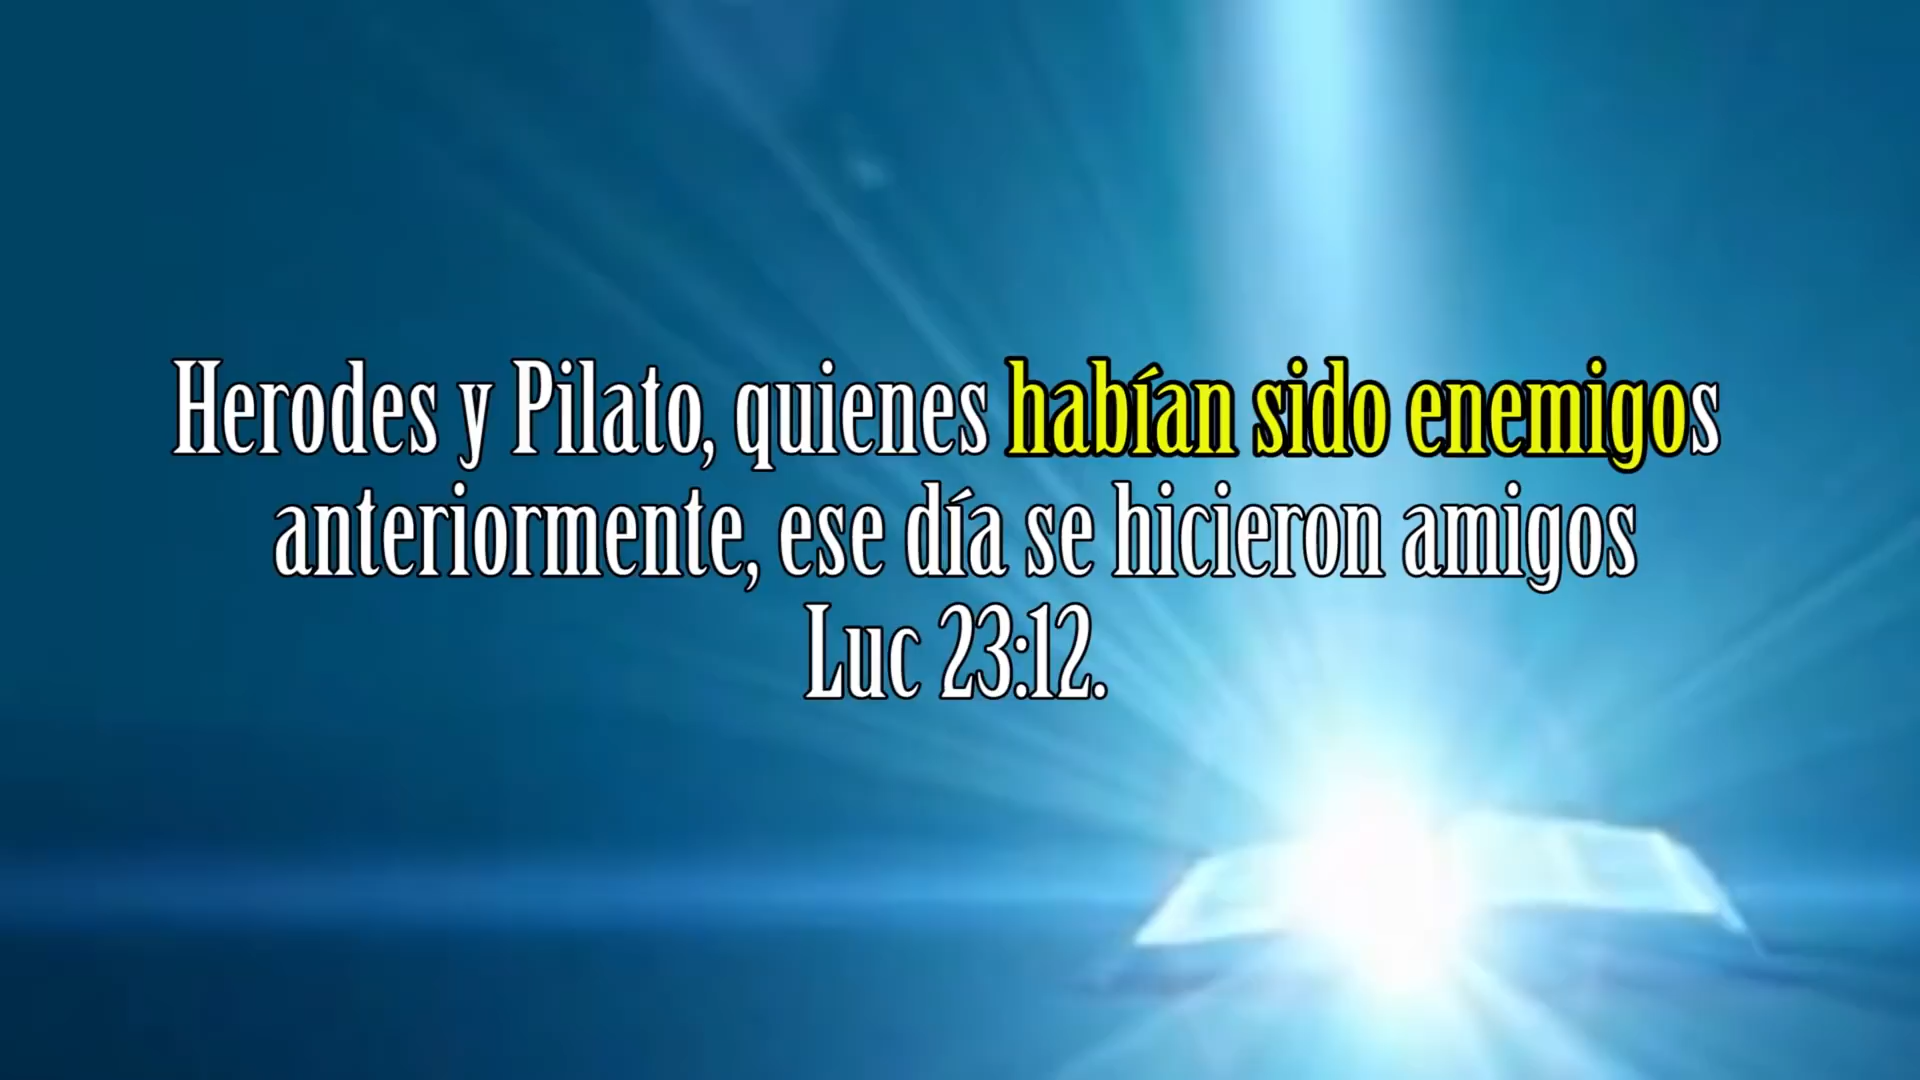 Herodes y Pilato, quienes habían sido enemigos
anteriormente, ese día se hicieron amigos
Luc 23:12.